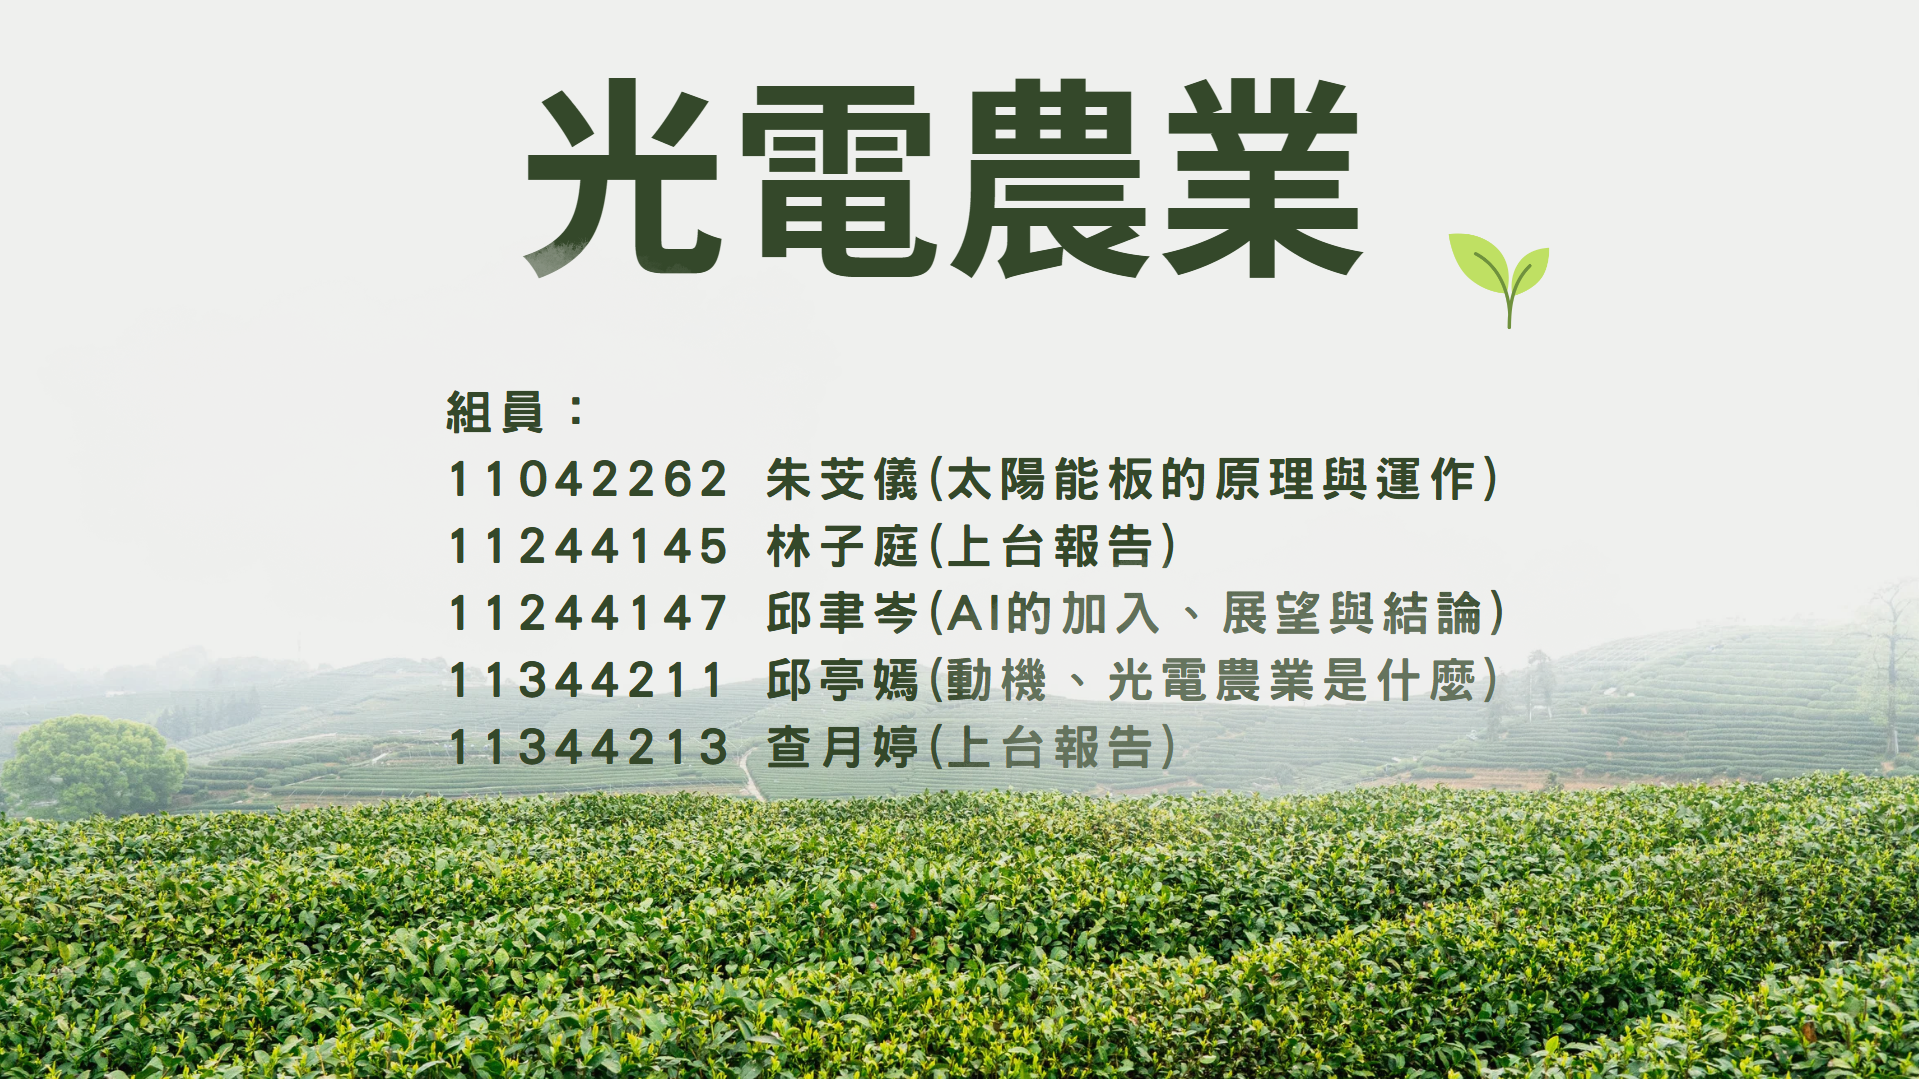 光電農業
組員：
11042262 朱芠儀(太陽能板的原理與運作)
11244145 林子庭(上台報告)
11244147 邱聿岑(AI的加入、展望與結論)
11344211 邱亭嫣(動機、光電農業是什麼)
11344213 查月婷(上台報告)